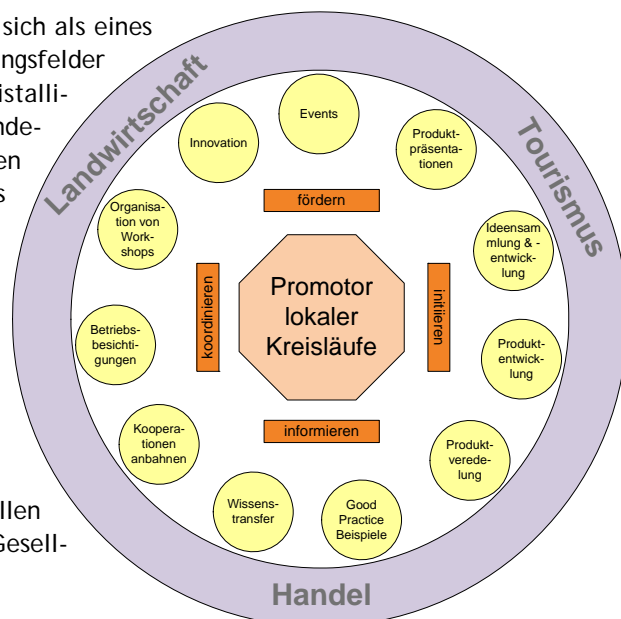 sich als eines
ngsfelder
istalli-
nde-
en
s
llen
Gesell-
Landwirtschaft
Tourismus
Handel
Events
Produkt-
präsenta-
tionen
Ideensam
mlung & -
entwick-
lung
Produkt-
entwick-
lung
Produkt-
verede-
lung
Good
Practice
Beispiele
Wissens-
transfer
Koopera-
tionen
anbahnen
Betriebs-
besichti-
gungen
Organisa-
tion von
Work-
shops
Innovation
fördern
initiieren
informieren
koordinieren
Promotor
lokaler
Kreisläufe